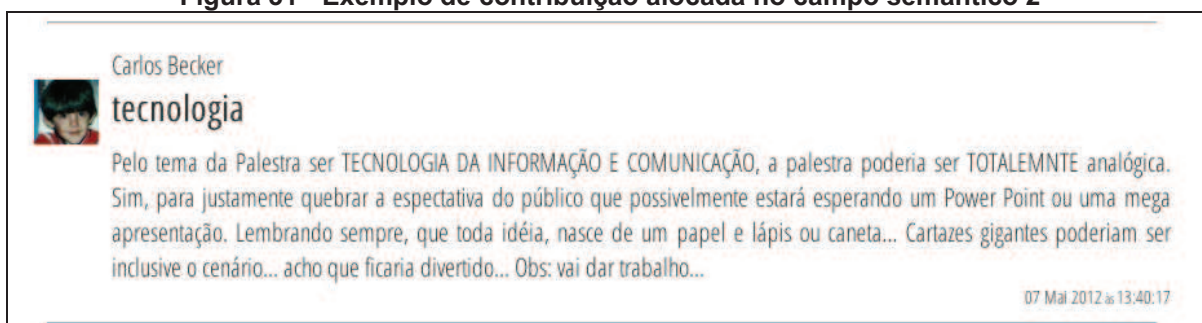 Figura 31 - Exemplo de contribuição alocada no campo semântico 2
Carlos Becker
tecnologia
Pelo tema da Palestra ser TECNOLOGIA DA INFORMAÇÃO E COMUNICAÇÃO, a palestra poderia ser TOTALEMNTE analógica.
Sim, para justamente quebrar a espectativa do público que possivelmente estará esperando um Power Point ou uma mega
apresentação. Lembrando sempre, que toda idéia, nasce de um papel e lápis ou caneta... Cartazes gigantes poderiam ser
inclusive o cenário... acho que ficaria divertido... Obs: vai dar trabalho...
07 Mai 2012 às 13:40:17